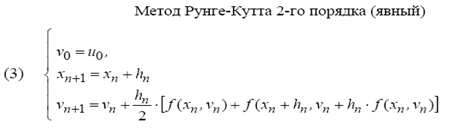 Метод Рунге-Кутта 2-го порядка (явный)
v₀ = u₀,
(3) xₙ₊₁ = xₙ + hₙ
vₙ₊₁ = vₙ + hₙ/2 · [f(xₙ, vₙ) + f(xₙ + hₙ, vₙ + hₙ · f(xₙ, vₙ)]